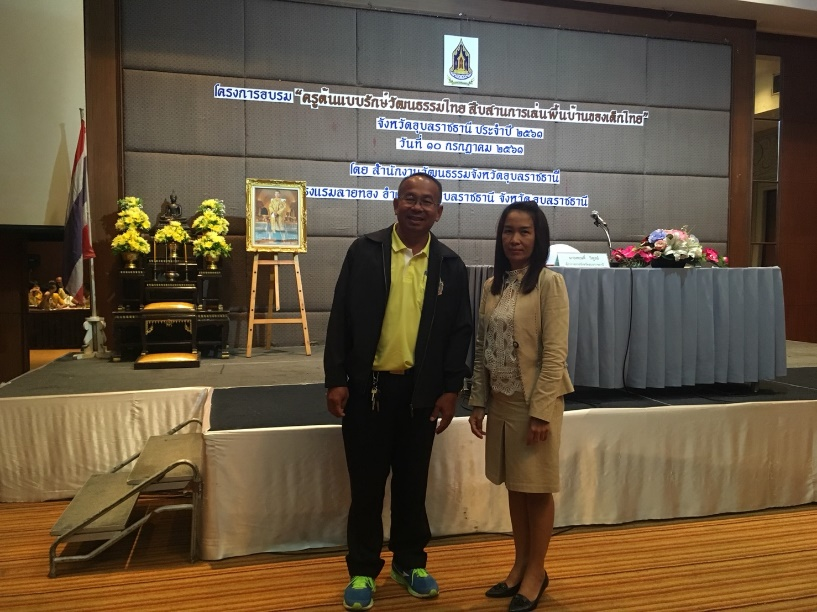 โครงการอบรม "ครูต้นแบบรักษ์วัฒนธรรมไทย สืบสานการเล่นพื้นบ้านของเด็กไทย"
จังหวัดอุบลราชธานี ประจำปี ๒๕๖๑
วันที่ ๑๐ กรกฎาคม ๒๕๖๑
โดย สำนักงานวัฒนธรรมจังหวัดอุบลราชธานี
โรงแรมลายทอง อุบลราชธานี จังหวัดอุบลราชธานี